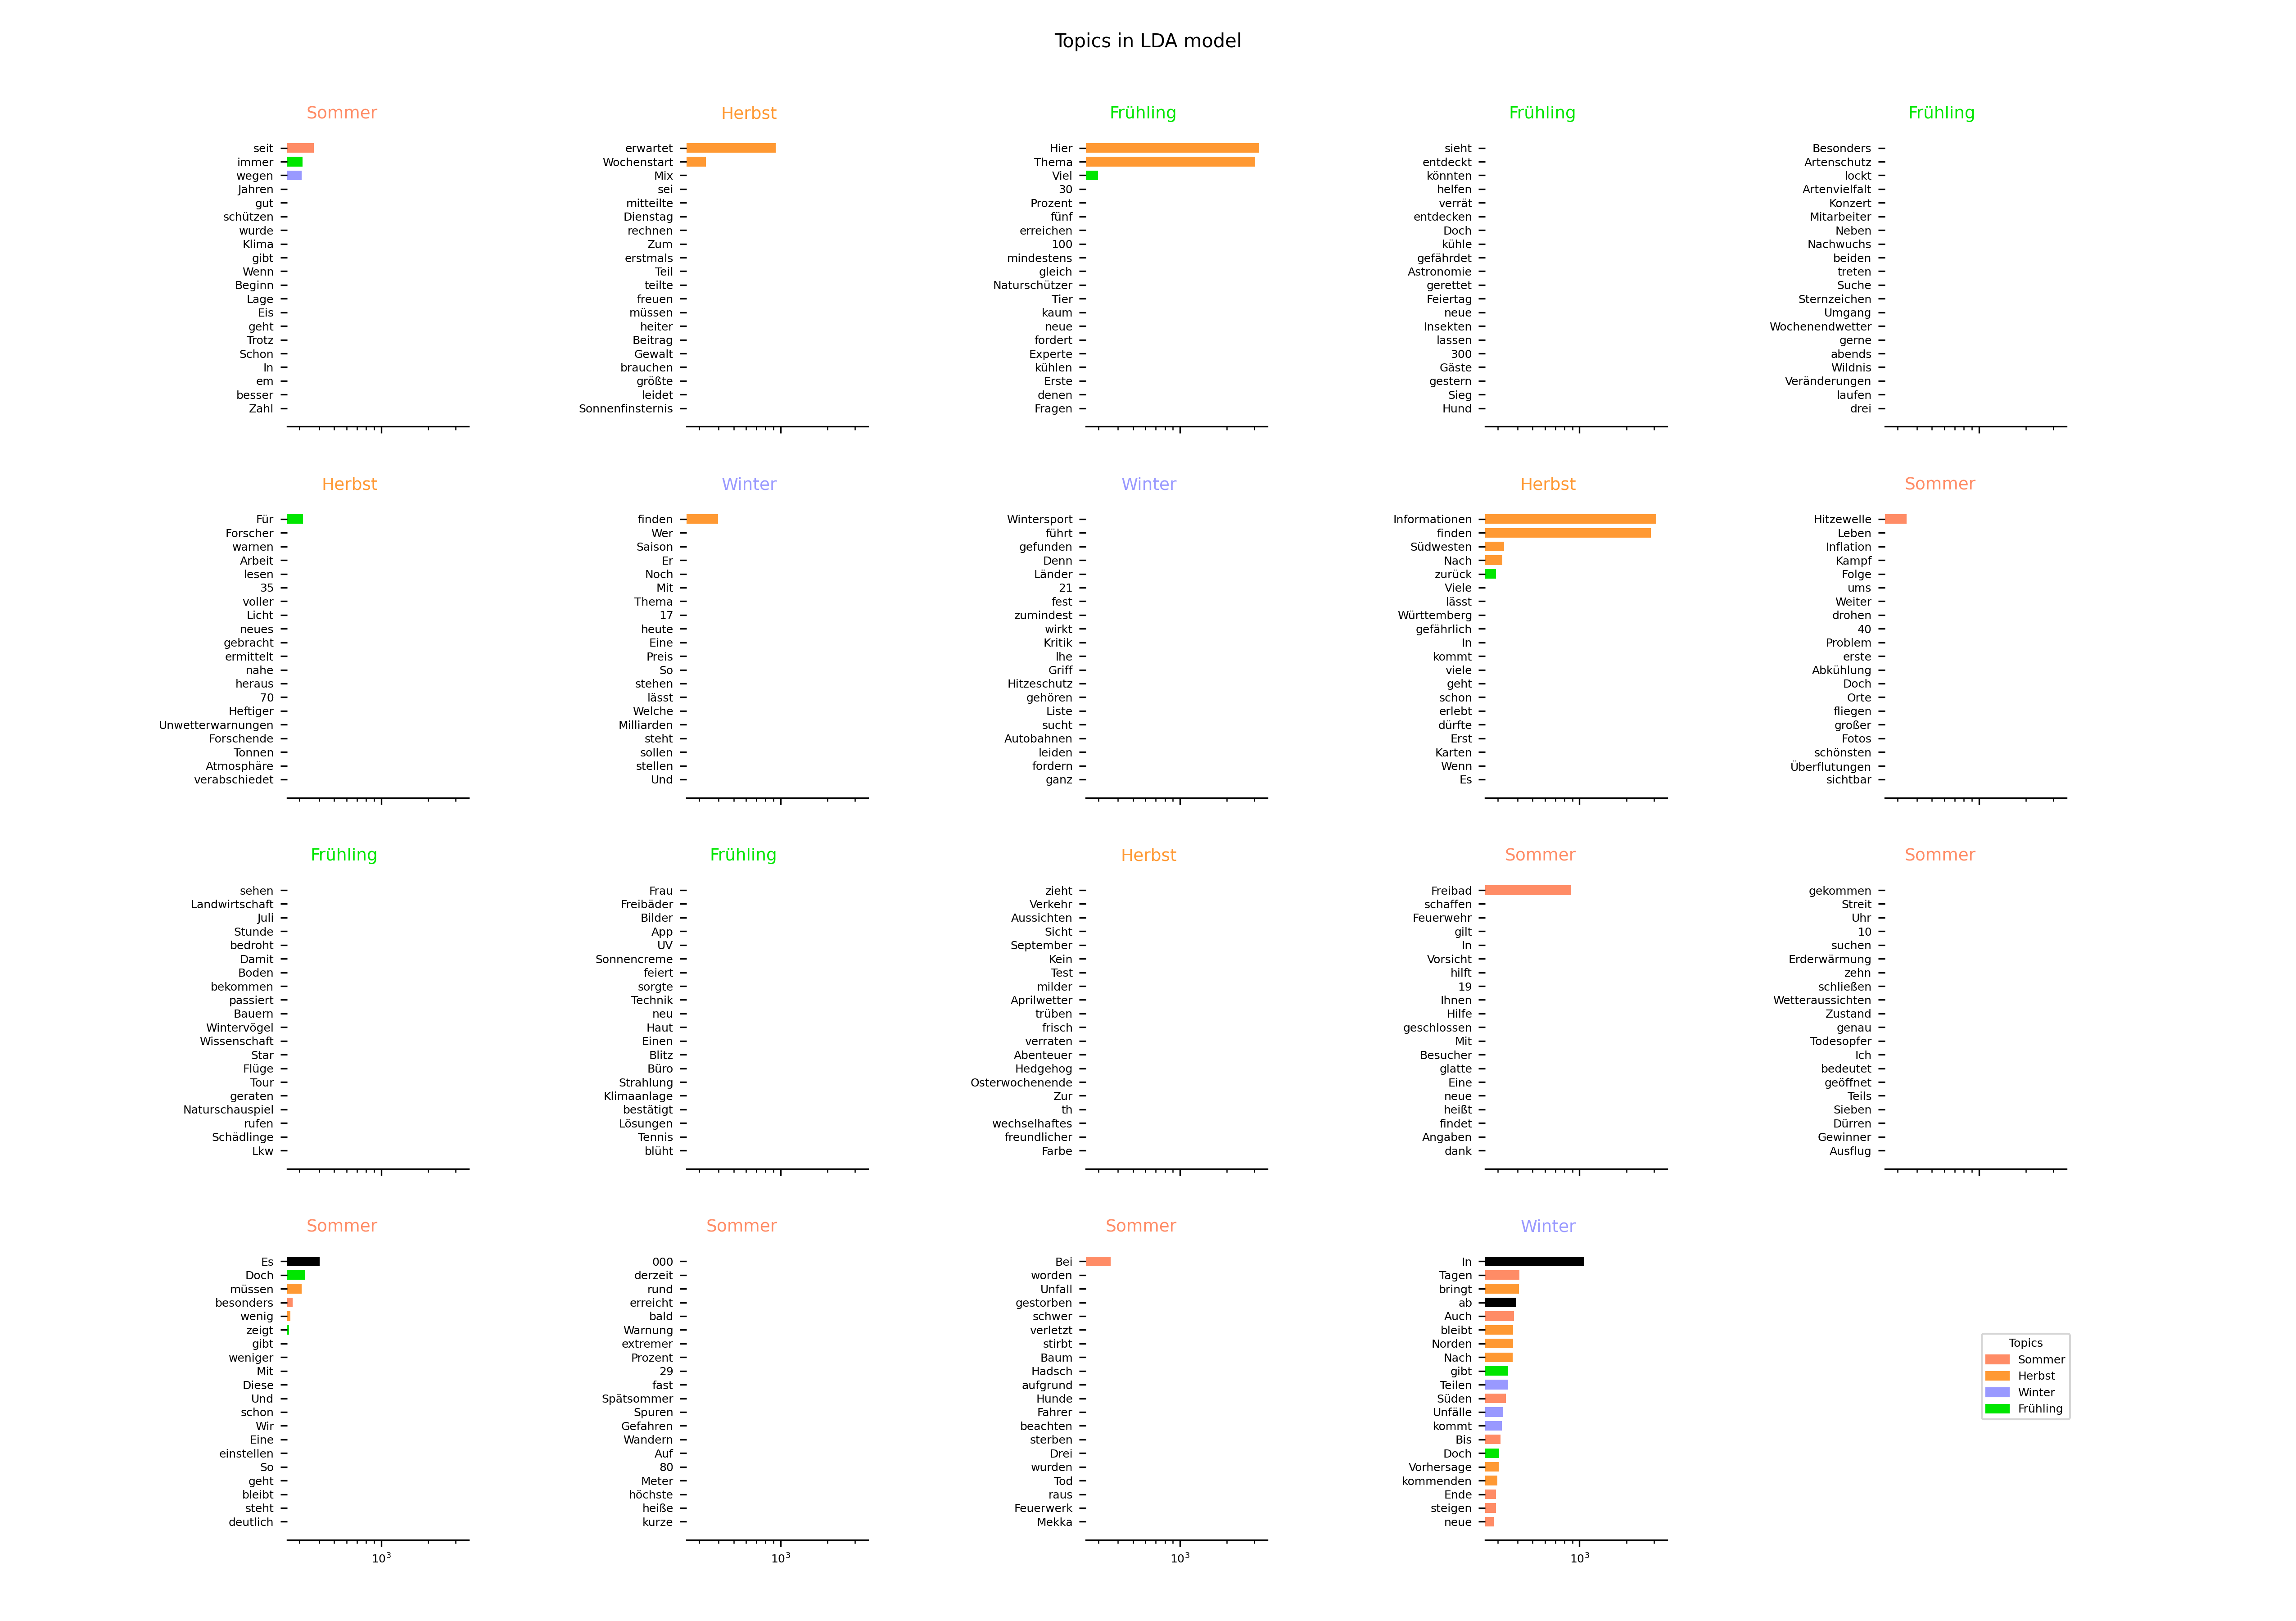 Topics in LDA model
Sommer
seit
immer
wegen
Jahren
gut
schützen
wurde
Klima
gibt
Wenn
Beginn
Lage
Eis
geht
Trotz
Schon
In
em
besser
Zahl
Herbst
erwartet
Wochenstart
Mix
sei
mitteilte
Dienstag
rechnen
Zum
erstmals
Teil
teilte
freuen
müssen
heiter
Beitrag
Gewalt
brauchen
größte
leidet
Sonnenfinsternis
Frühling
Hier
Thema
Viel
30
Prozent
fünf
erreichen
100
mindestens
gleich
Naturschützer
Tier
kaum
neue
fordert
Experte
kühlen
Erste
denen
Fragen
Frühling
sieht
entdeckt
könnten
helfen
verrät
entdecken
Doch
kühle
gefährdet
Astronomie
gerettet
Feiertag
neue
Insekten
lassen
300
Gäste
gestern
Sieg
Hund
Frühling
Besonders
Artenschutz
lockt
Artenvielfalt
Konzert
Mitarbeiter
Neben
Nachwuchs
beiden
treten
Suche
Sternzeichen
Umgang
Wochenendwetter
gerne
abends
Wildnis
Veränderungen
laufen
drei
Herbst
Für
Forscher
warnen
Arbeit
lesen
35
voller
Licht
neues
gebracht
ermittelt
nahe
heraus
70
Heftiger
Unwetterwarnungen
Forschende
Tonnen
Atmosphäre
verabschiedet
Winter
finden
Wer
Saison
Er
Noch
Mit
Thema
17
heute
Eine
Preis
So
stehen
lässt
Welche
Milliarden
steht
sollen
stellen
Und
Winter
Wintersport
führt
gefunden
Denn
Länder
21
fest
zumindest
wirkt
Kritik
Ihe
Griff
Hitzeschutz
gehören
Liste
sucht
Autobahnen
leiden
fordern
ganz
Herbst
Informationen
finden
Südwesten
Nach
zurück
Viele
lässt
Württemberg
gefährlich
In
kommt
viele
geht
schon
erlebt
dürfte
Erst
Karten
Wenn
Es
Sommer
Hitzewelle
Leben
Inflation
Kampf
Folge
ums
Weiter
drohen
40
Problem
erste
Abkühlung
Doch
Orte
fliegen
großer
Fotos
schönsten
Überflutungen
sichtbar
Frühling
sehen
Landwirtschaft
Juli
Stunde
bedroht
Damit
Boden
bekommen
passiert
Bauern
Wintervögel
Wissenschaft
Star
Flüge
Tour
geraten
Naturschauspiel
rufen
Schädlinge
Lkw
Frühling
Frau
Freibäder
Bilder
App
UV
Sonnencreme
feiert
sorgte
Technik
neu
Haut
Einen
Blitz
Büro
Strahlung
Klimaanlage
bestätigt
Lösungen
Tennis
blüht
Herbst
zieht
Verkehr
Aussichten
Sicht
September
Kein
Test
milder
Aprilwetter
trüben
frisch
verraten
Abenteuer
Hedgehog
Osterwochenende
Zur
th
wechselhaftes
freundlicher
Farbe
Sommer
Freibad
schaffen
Feuerwehr
gilt
In
Vorsicht
hilft
19
Ihnen
Hilfe
geschlossen
Mit
Besucher
glatte
Eine
neue
heißt
findet
Angaben
dank
Sommer
gekommen
Streit
Uhr
10
suchen
Erderwärmung
zehn
schließen
Wetteraussichten
Zustand
genau
Todesopfer
Ich
bedeutet
geöffnet
Teils
Sieben
Dürren
Gewinner
Ausflug
Sommer
Es
Doch
müssen
besonders
wenig
zeigt
gibt
weniger
Mit
Diese
Und
schon
Wir
Eine
einstellen
So
geht
bleibt
steht
deutlich
10³
Sommer
000
derzeit
rund
erreicht
bald
Warnung
extremer
Prozent
29
fast
Spätsommer
Spuren
Gefahren
Wandern
Auf
80
Meter
höchste
heiße
kurze
10³
Sommer
Bei
worden
Unfall
gestorben
schwer
verletzt
stirbt
Baum
Hadsch
aufgrund
Hunde
Fahrer
beachten
sterben
Drei
wurden
Tod
raus
Feuerwerk
Mekka
10³
Winter
In
Tagen
bringt
ab
Auch
bleibt
Norden
Nach
gibt
Teilen
Süden
Unfälle
kommt
Bis
Doch
Vorhersage
kommenden
Ende
steigen
neue
10³
Topics
Sommer
Herbst
Winter
Frühling